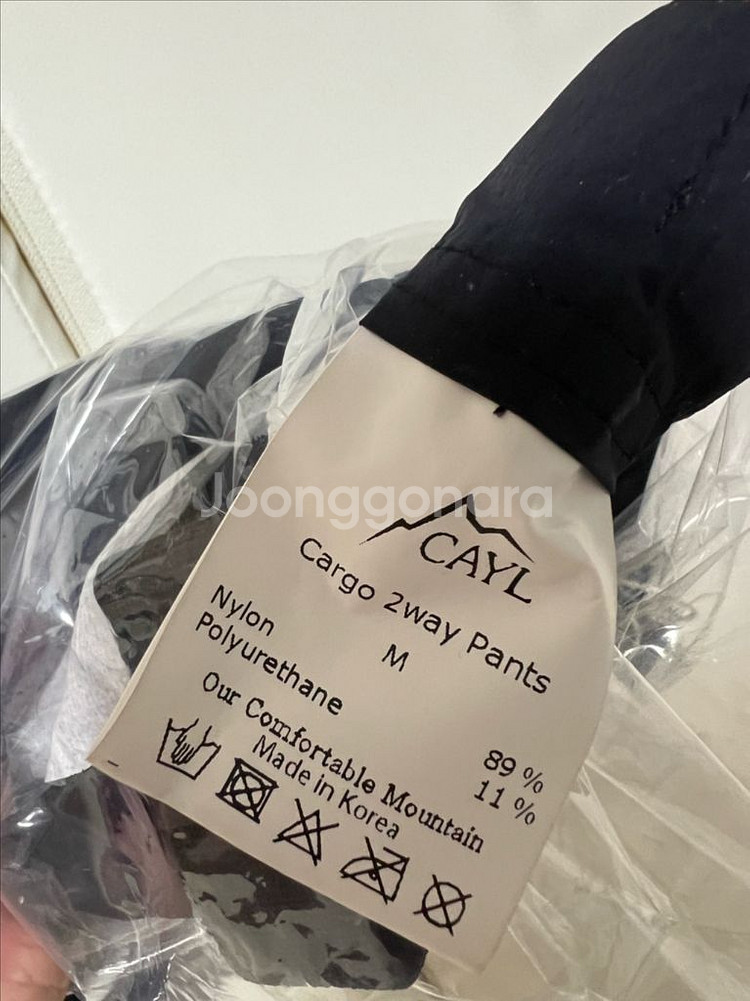 Joonggonara
CAYL
Cargo 2way Pants
M
Nylon 89 %
Polyurethane 11 %
Our Comfortable Mountain
Made in Korea